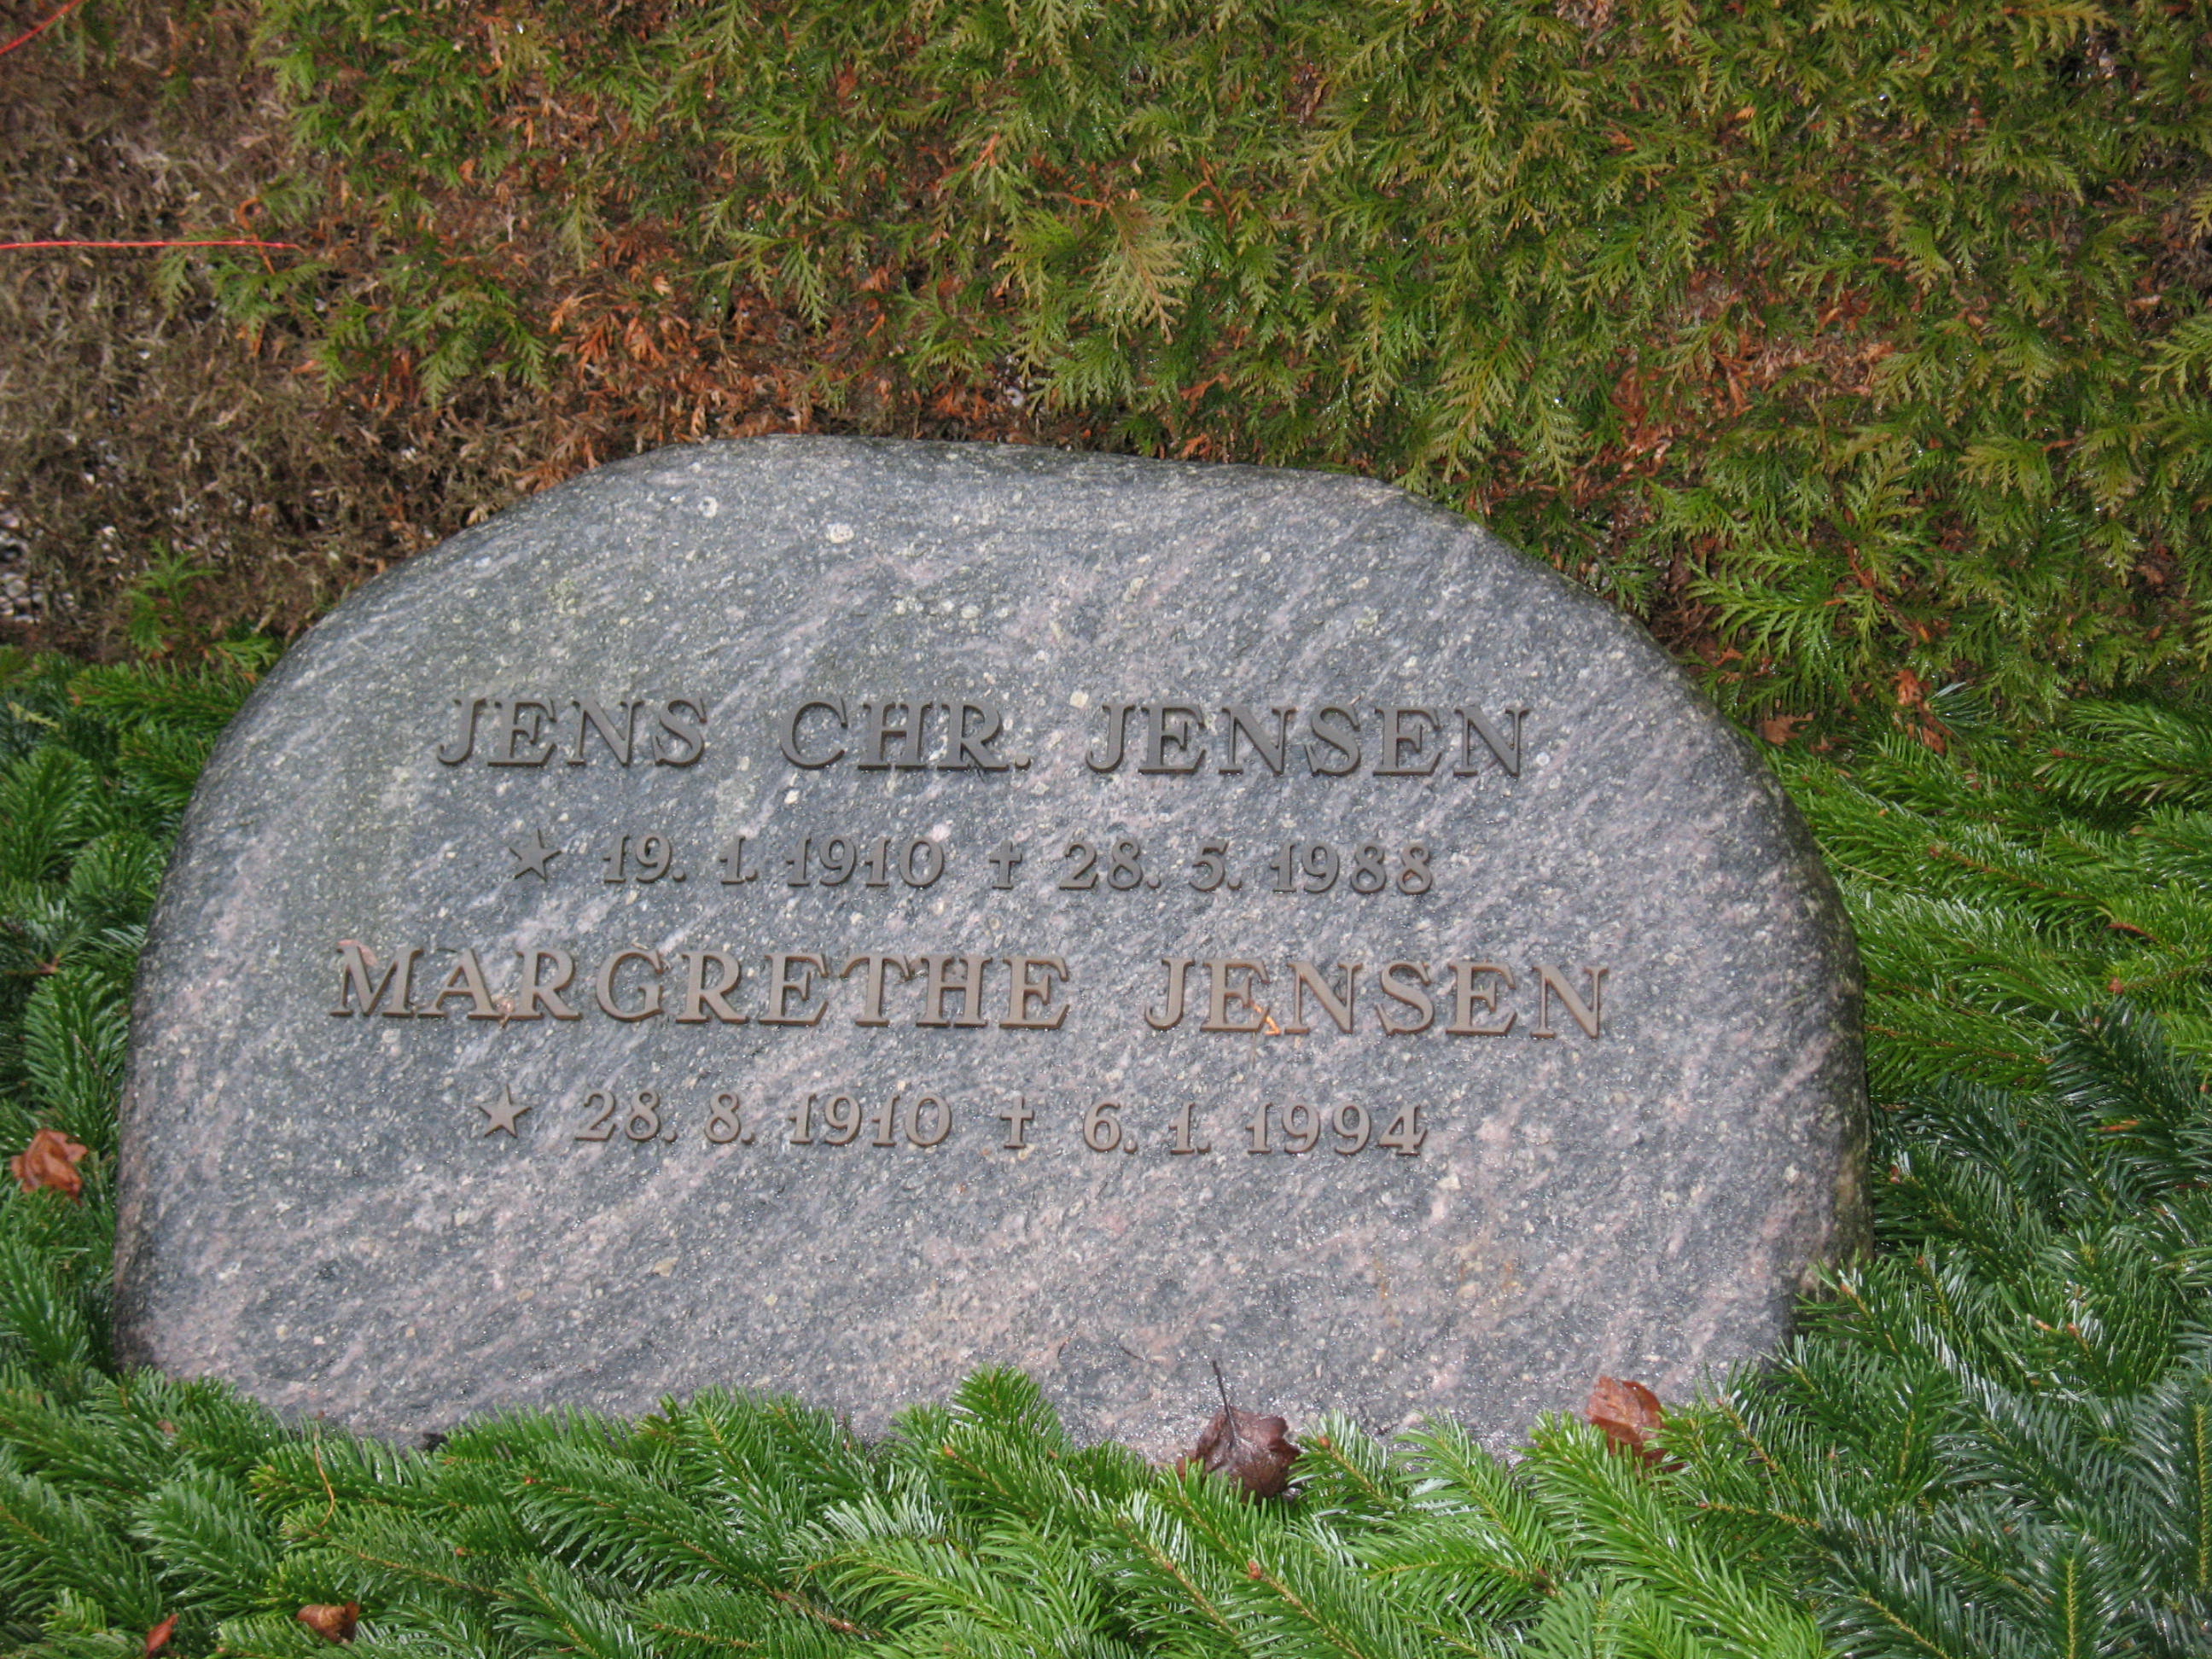 JENS CHR. JENSEN
★ 19. 1. 1910 † 28. 5. 1988
MARGRETHE JENSEN
★ 28. 8. 1910 † 6. 1. 1994